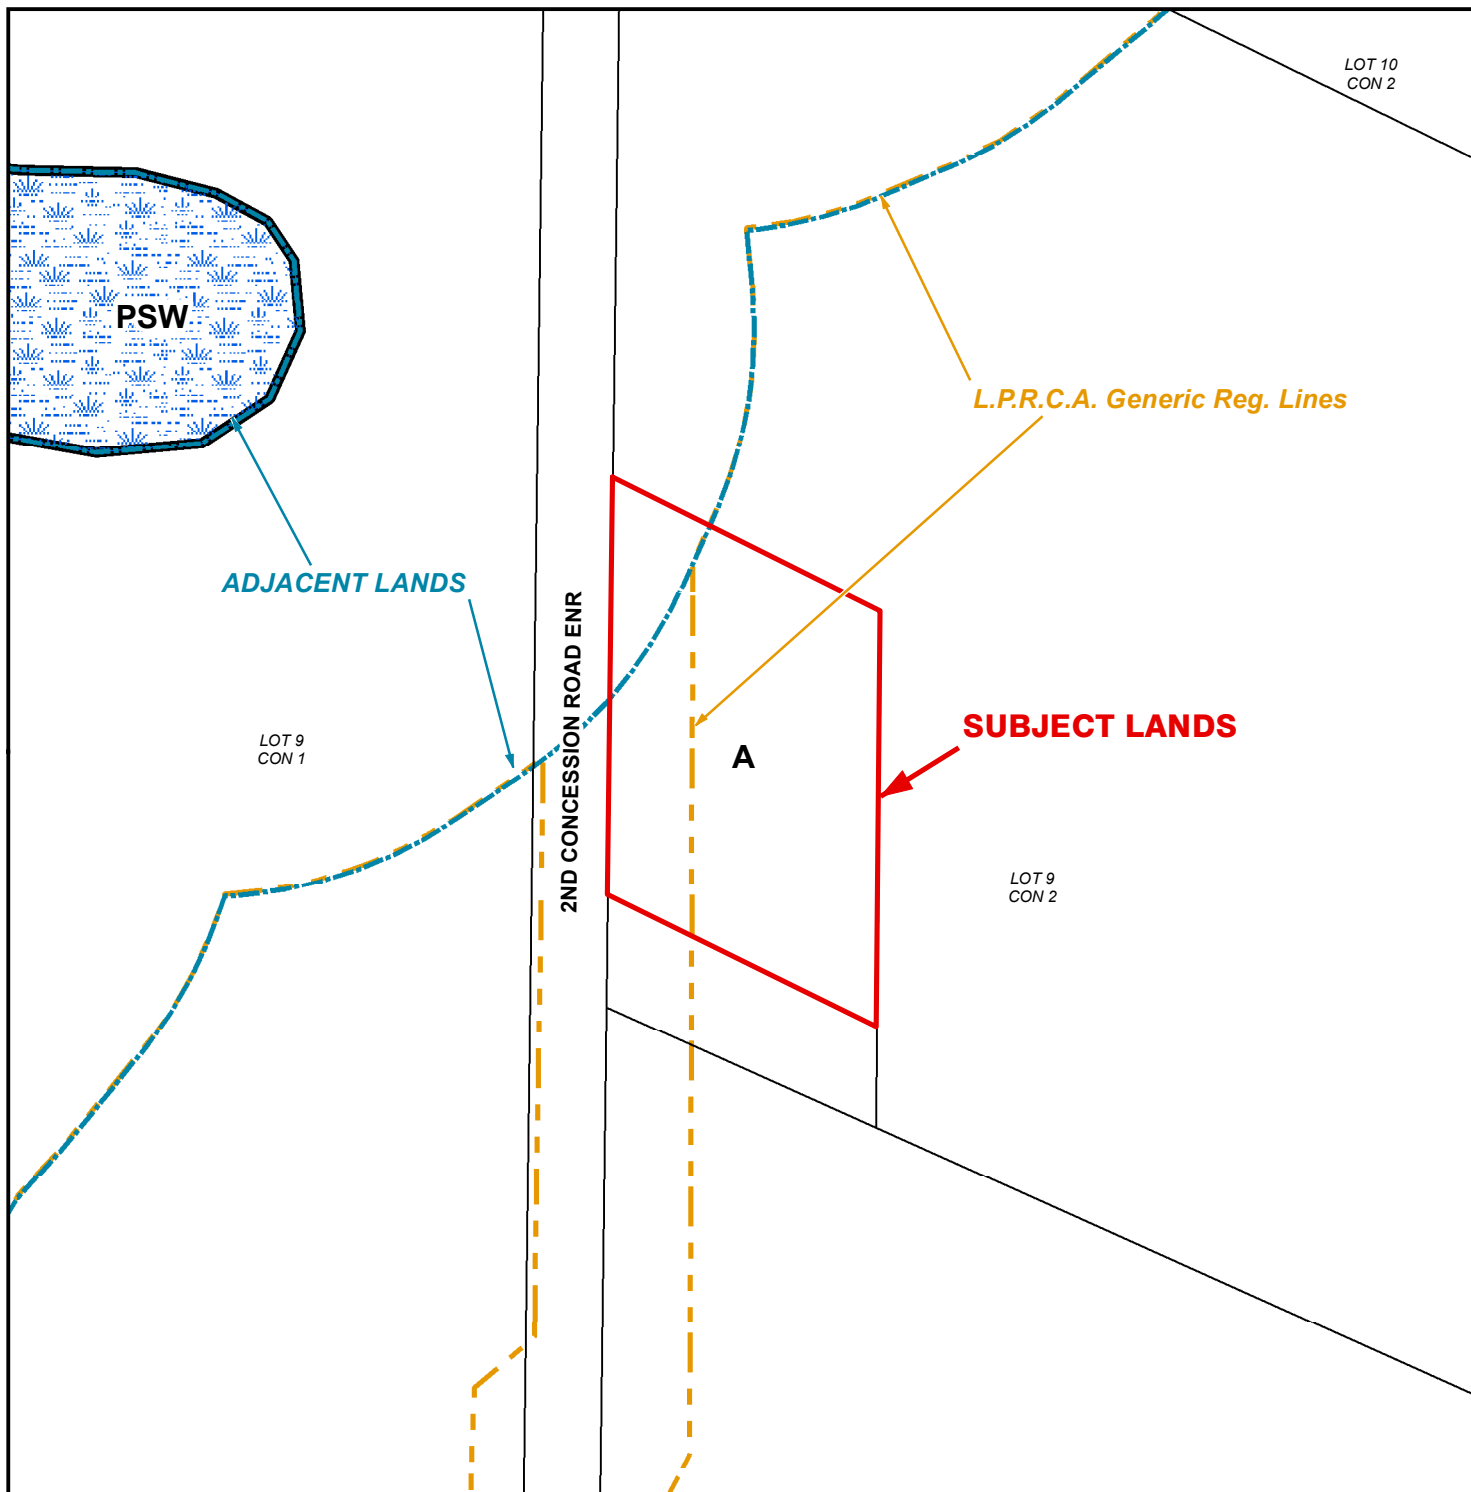 LOT 10
CON 2
PSW
L.P.R.C.A. Generic Reg. Lines
ADJACENT LANDS
2ND CONCESSION ROAD ENR
SUBJECT LANDS
LOT 9
CON 1
A
LOT 9
CON 2